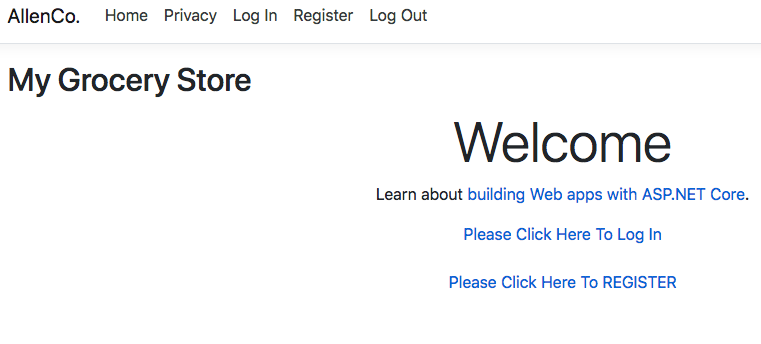 AllenCo. Home Privacy Log In Register Log Out
My Grocery Store
Welcome
Learn about building Web apps with ASP.NET Core.
Please Click Here To Log In
Please Click Here To REGISTER